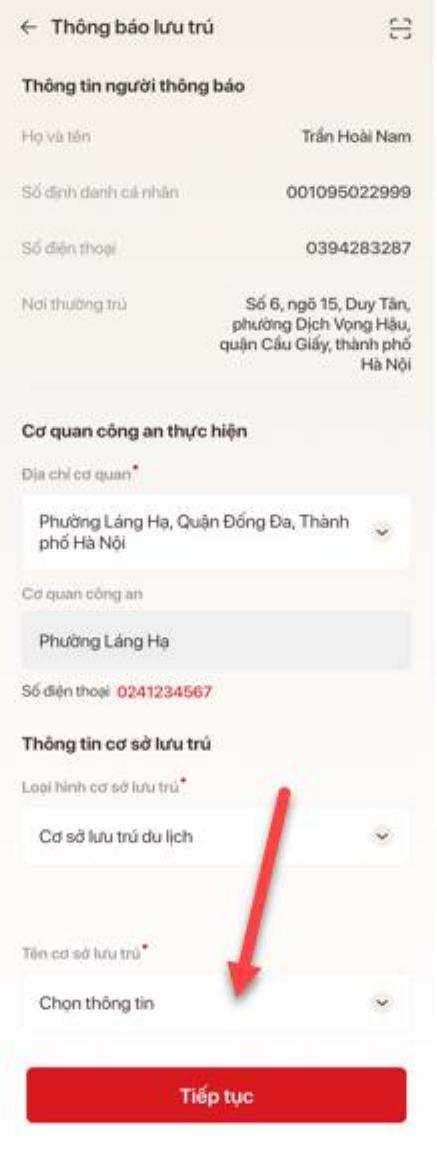 Thông báo lưu trú
Thông tin người thông báo
Họ và tên
Trần Hoài Nam
Số định danh cá nhân
001095022999
Số điện thoại
0394283287
Nơi thường trú
Số 6, ngõ 15, Duy Tân,
phường Dịch Vọng Hậu,
quận Cầu Giấy, thành phố
Hà Nội
Cơ quan công an thực hiện
Địa chỉ cơ quan*
Phường Láng Hạ, Quận Đống Đa, Thành
phố Hà Nội
Cơ quan công an
Phường Láng Hạ
Số điện thoại 0241234567
Thông tin cơ sở lưu trú
Loại hình cơ sở lưu trú*
Cơ sở lưu trú du lịch
Tên cơ sở lưu trú*
Chọn thông tin
Tiếp tục